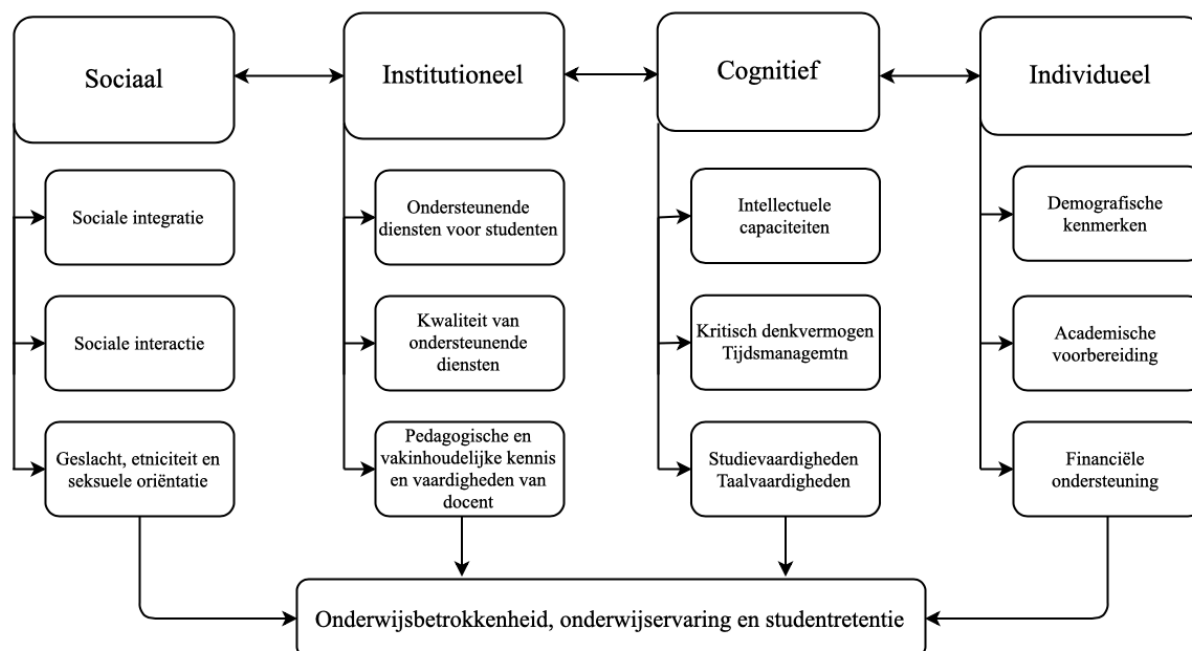 Sociaal
Institutioneel
Cognitief
Individueel
Sociale integratie
Ondersteunende
diensten voor studenten
Intellectuele
capaciteiten
Demografische
kenmerken
Sociale interactie
Kwaliteit van
ondersteunende
diensten
Kritisch denkvermogen
Tijdsmanagemtn
Academische
voorbereiding
Geslacht, etniciteit en
seksuele oriëntatie
Pedagogische en
vakinhoudelijke kennis
en vaardigheden van
docent
Studievaardigheden
Taalvaardigheden
Financiële
ondersteuning
Onderwijsbetrokkenheid, onderwijservaring en studentretentie